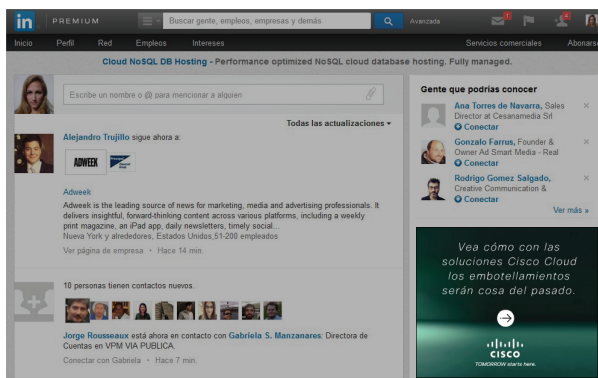 in PREMIUM Buscar gente, empleos, empresas y demás Avanzada
Inicio Perfil Red Empleos Intereses Servicios comerciales Abonarse
Cloud NoSQL DB Hosting - Performance optimized NoSQL cloud database hosting. Fully managed.
Escribe un nombre o @ para mencionar a alguien
Todas las actualizaciones
Alejandro Trujillo sigue ahora a:
ADWEEK
Adweek
Adweek is the leading source of news for marketing, media and advertising professionals. It
delivers insightful, forward-thinking content across various platforms, including a weekly
print magazine, an iPad app, daily newsletters, timely social...
Nueva York y alrededores, Estados Unidos,51-200 empleados
Ver página de empresa • Hace 14 min.
10 personas tienen contactos nuevos.
Jorge Rousseaux está ahora en contacto con Gabriela S. Manzanares: Directora de
Cuentas en VPM VIA PUBLICA.
Conectar con Gabriela • Hace 7 min.
Gente que podrías conocer
Ana Torres de Navarra, Sales
Director at Cesanamedia Srl
Conectar
Gonzalo Farrus, Founder &
Owner Ad Smart Media - Real
Conectar
Rodrigo Gomez Salgado,
Creative Communication &
Conectar
Ver más »
Vea cómo con las
soluciones Cisco Cloud
los embotellamientos
serán cosa del pasado.
CISCO
TOMORROW starts here.